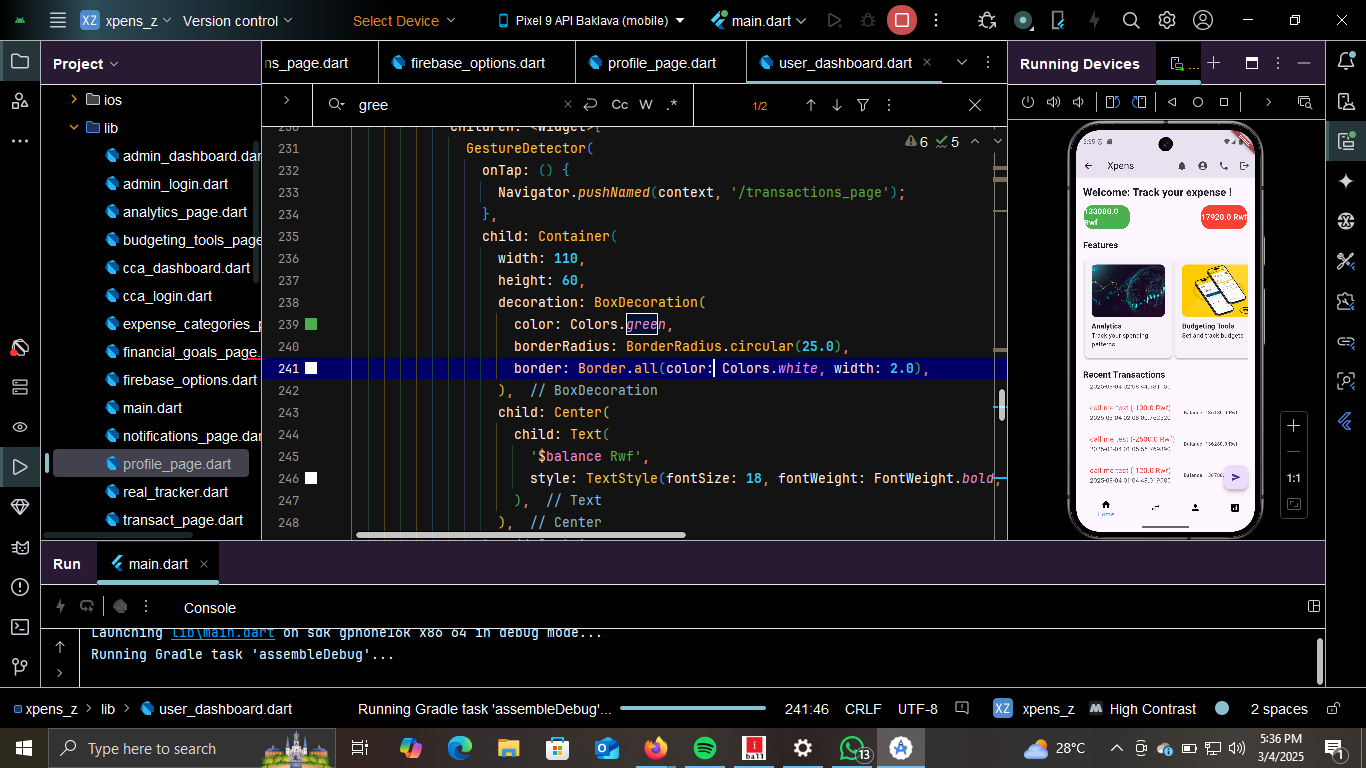 XZ xpens_z Version control Select Device Pixel 9 API Baklava (mobile) main.dart
Project
ns_page.dart firebase_options.dart profile_page.dart user_dashboard.dart
Running Devices
gree Cc W .* 1/2
ios
lib
admin_dashboard.dar
admin_login.dart
analytics_page.dart
budgeting_tools_page
cca_dashboard.dart
cca_login.dart
expense_categories_p
financial_goals_page.
firebase_options.dart
main.dart
notifications_page.dar
profile_page.dart
real_tracker.dart
transact_page.dart
6 5
230 children: <Widget>[
231 GestureDetector(
232 onTap: () {
233 Navigator.pushNamed(context, '/transactions_page');
234 },
235 child: Container(
236 width: 110,
237 height: 60,
238 decoration: BoxDecoration(
239 color: Colors.green,
240 borderRadius: BorderRadius.circular(25.0),
241 border: Border.all(color: Colors.white, width: 2.0),
242 ), // BoxDecoration
243 child: Center(
244 child: Text(
245 '$balance Rwf',
246 style: TextStyle(fontSize: 18, fontWeight: FontWeight.bold,
247 ), // Text
248 ), // Center
Xpens
Welcome: Track your expense !
133080.0
Rwf
17920.0 Rwf
Features
Analytics
Track your spending
patterns
Budgeting Tools
Set and track budgets
Recent Transactions
Home
1:1
Run main.dart
Console
Launching lib\main.dart on sdk gphone16k x86 64 in debug mode...
Running Gradle task 'assembleDebug'...
xpens_z lib user_dashboard.dart Running Gradle task 'assembleDebug'... 241:46 CRLF UTF-8 XZ xpens_z High Contrast 2 spaces
Type here to search
iball
13
28°C
5:36 PM
3/4/2025
1